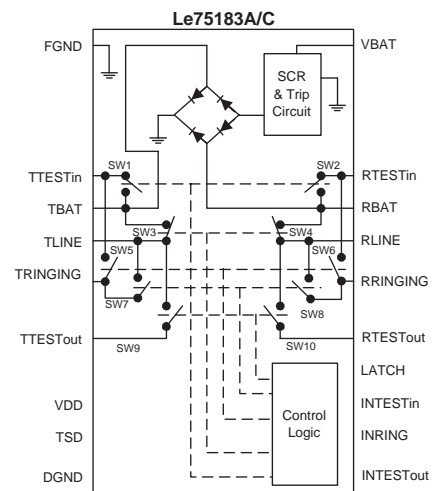 Le75183A/C
FGND
VBAT
SCR
& Trip
Circuit
SW1
SW2
TTESTin
RTESTin
TBAT
RBAT
SW3
SW4
TLINE
RLINE
SW5
SW6
TRINGING
RRINGING
SW7
SW8
TTESTout
RTESTout
SW9
SW10
LATCH
VDD
INTESTin
Control
Logic
TSD
INRING
DGND
INTESTout